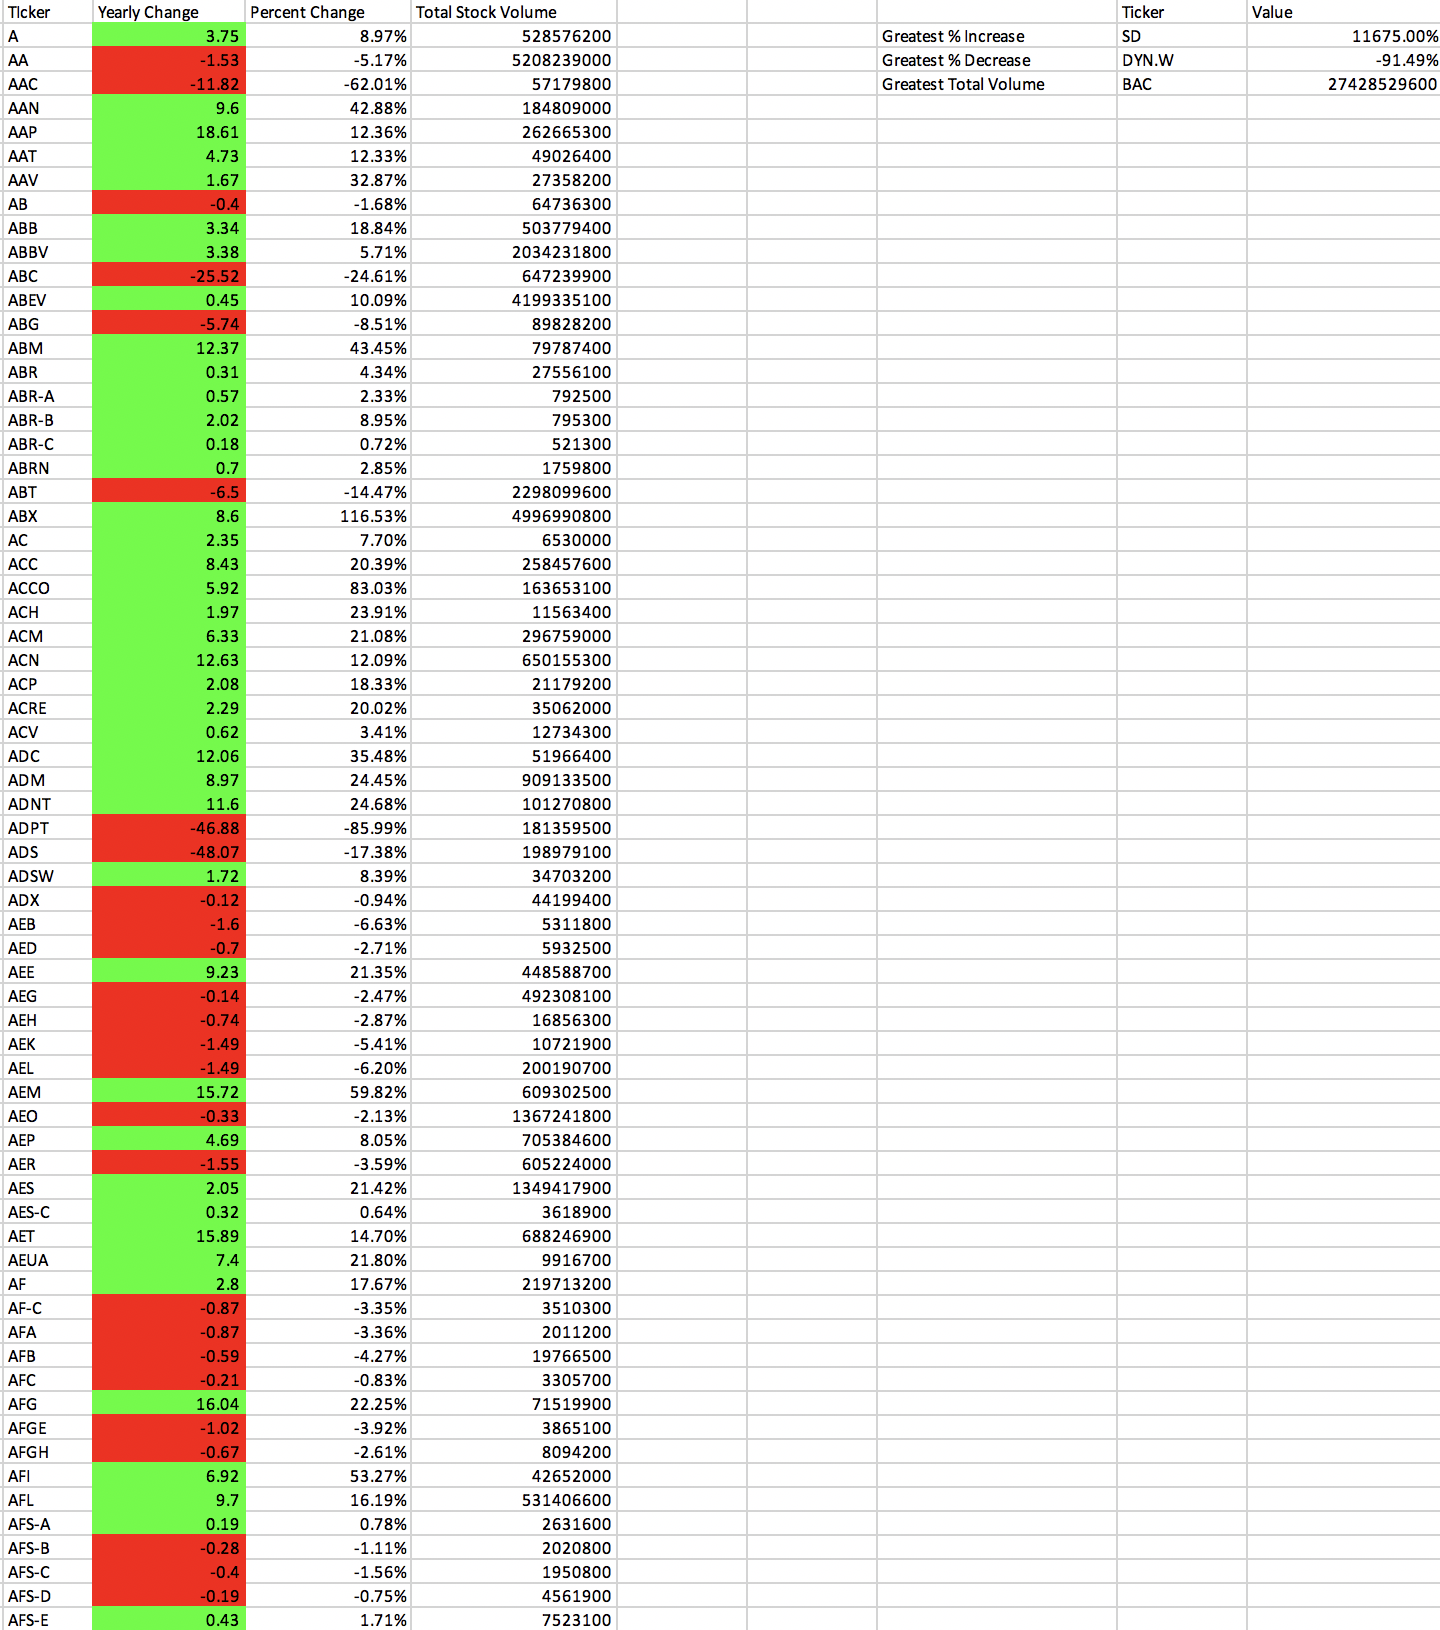 Ticker Yearly Change Percent Change Total Stock Volume Ticker Value
A 3.75 8.97% 528576200 Greatest % Increase SD 11675.00%
AA -1.53 -5.17% 5208239000 Greatest % Decrease DYN.W -91.49%
AAC -11.82 -62.01% 57179800 Greatest Total Volume BAC 27428529600
AAN 9.6 42.88% 184809000
AAP 18.61 12.36% 262665300
AAT 4.73 12.33% 49026400
AAV 1.67 32.87% 27358200
AB -0.4 -1.68% 64736300
ABB 3.34 18.84% 503779400
ABBV 3.38 5.71% 2034231800
ABC -25.52 -24.61% 647239900
ABEV 0.45 10.09% 4199335100
ABG -5.74 -8.51% 89828200
ABM 12.37 43.45% 79787400
ABR 0.31 4.34% 27556100
ABR-A 0.57 2.33% 792500
ABR-B 2.02 8.95% 795300
ABR-C 0.18 0.72% 521300
ABRN 0.7 2.85% 1759800
ABT -6.5 -14.47% 2298099600
ABX 8.6 116.53% 4996990800
AC 2.35 7.70% 6530000
ACC 8.43 20.39% 258457600
ACCO 5.92 83.03% 163653100
ACH 1.97 23.91% 11563400
ACM 6.33 21.08% 296759000
ACN 12.63 12.09% 650155300
ACP 2.08 18.33% 21179200
ACRE 2.29 20.02% 35062000
ACV 0.62 3.41% 12734300
ADC 12.06 35.48% 51966400
ADM 8.97 24.45% 909133500
ADNT 11.6 24.68% 101270800
ADPT -46.88 -85.99% 181359500
ADS -48.07 -17.38% 198979100
ADSW 1.72 8.39% 34703200
ADX -0.12 -0.94% 44199400
AEB -1.6 -6.63% 5311800
AED -0.7 -2.71% 5932500
AEE 9.23 21.35% 448588700
AEG -0.14 -2.47% 492308100
AEH -0.74 -2.87% 16856300
AEK -1.49 -5.41% 10721900
AEL -1.49 -6.20% 200190700
AEM 15.72 59.82% 609302500
AEO -0.33 -2.13% 1367241800
AEP 4.69 8.05% 705384600
AER -1.55 -3.59% 605224000
AES 2.05 21.42% 1349417900
AES-C 0.32 0.64% 3618900
AET 15.89 14.70% 688246900
AEUA 7.4 21.80% 9916700
AF 2.8 17.67% 219713200
AF-C -0.87 -3.35% 3510300
AFA -0.87 -3.36% 2011200
AFB -0.59 -4.27% 19766500
AFC -0.21 -0.83% 3305700
AFG 16.04 22.25% 71519900
AFGE -1.02 -3.92% 3865100
AFGH -0.67 -2.61% 8094200
AFI 6.92 53.27% 42652000
AFL 9.7 16.19% 531406600
AFS-A 0.19 0.78% 2631600
AFS-B -0.28 -1.11% 2020800
AFS-C -0.4 -1.56% 1950800
AFS-D -0.19 -0.75% 4561900
AFS-E 0.43 1.71% 7523100